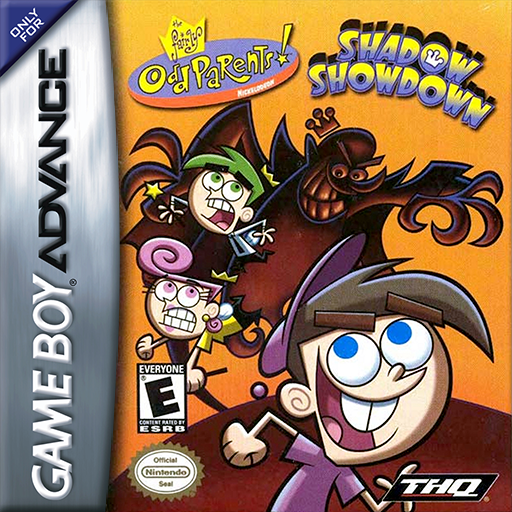 ONLY
FOR
GAME BOY ADVANCE
the
fairly
OddParents!
NICKELODEON
SHADOW
SHOWDOWN
EVERYONE
E
CONTENT RATED BY
ESRB
Official
Nintendo
Seal
THQ